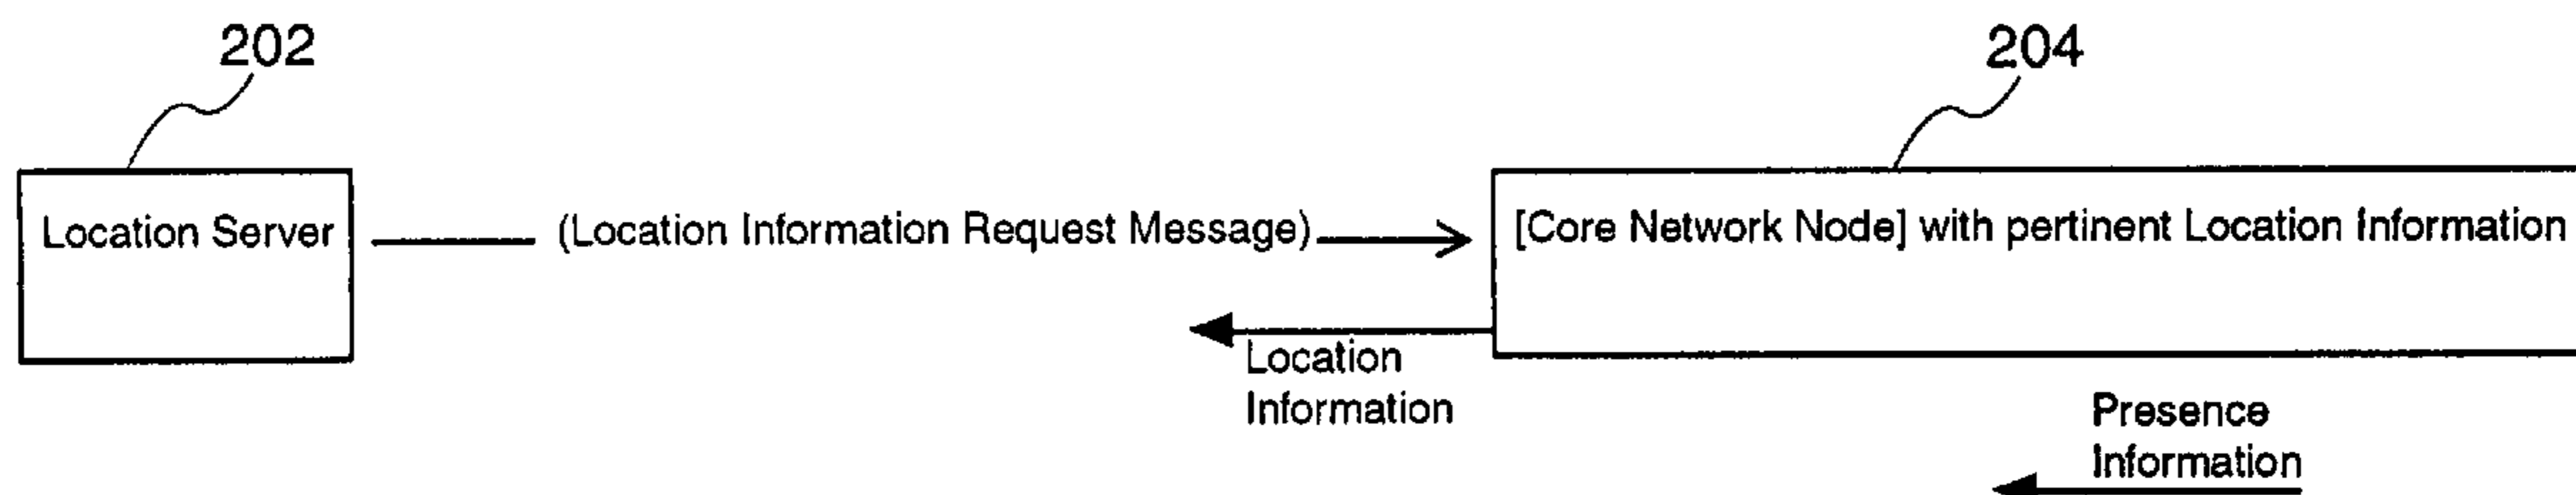 202
204
Location Server
(Location Information Request Message)
[Core Network Node] with pertinent Location Information
Location
Information
Presence
Information